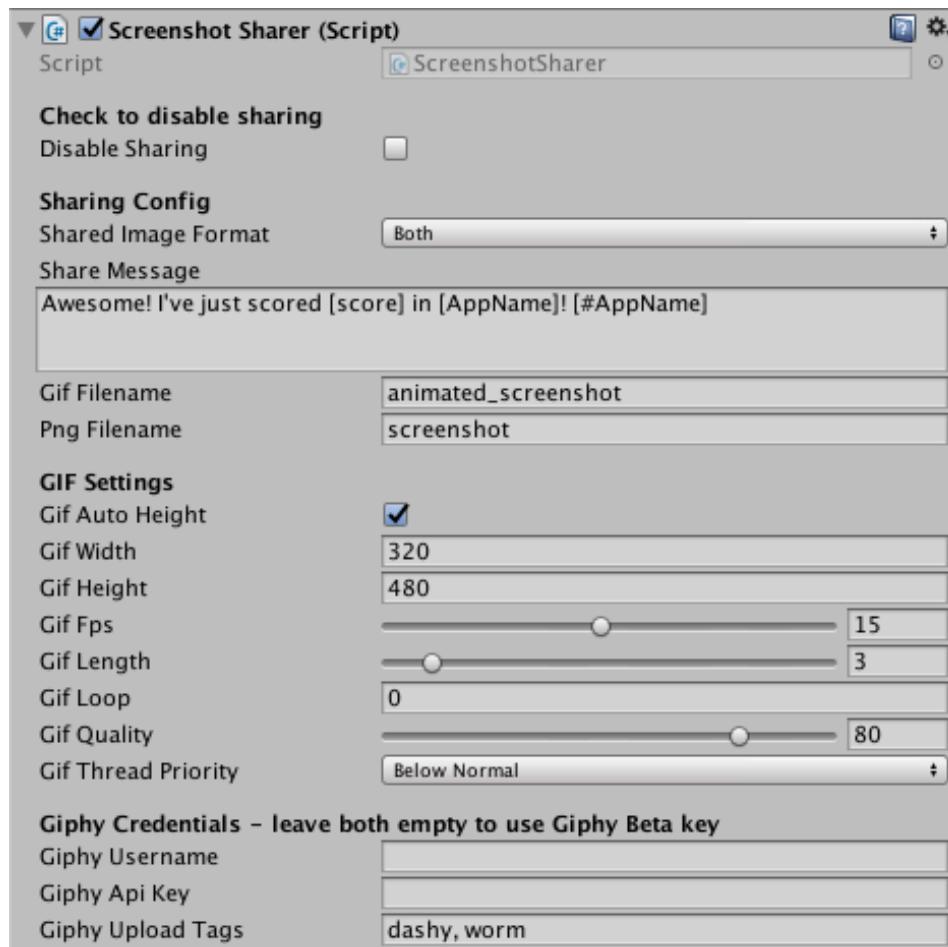 Screenshot Sharer (Script)
Script ScreenshotSharer
Check to disable sharing
Disable Sharing
Sharing Config
Shared Image Format Both
Share Message
Awesome! I've just scored [score] in [AppName]! [#AppName]
Gif Filename animated_screenshot
Png Filename screenshot
GIF Settings
Gif Auto Height
Gif Width 320
Gif Height 480
Gif Fps 15
Gif Length 3
Gif Loop 0
Gif Quality 80
Gif Thread Priority Below Normal
Giphy Credentials – leave both empty to use Giphy Beta key
Giphy Username
Giphy Api Key
Giphy Upload Tags dashy, worm